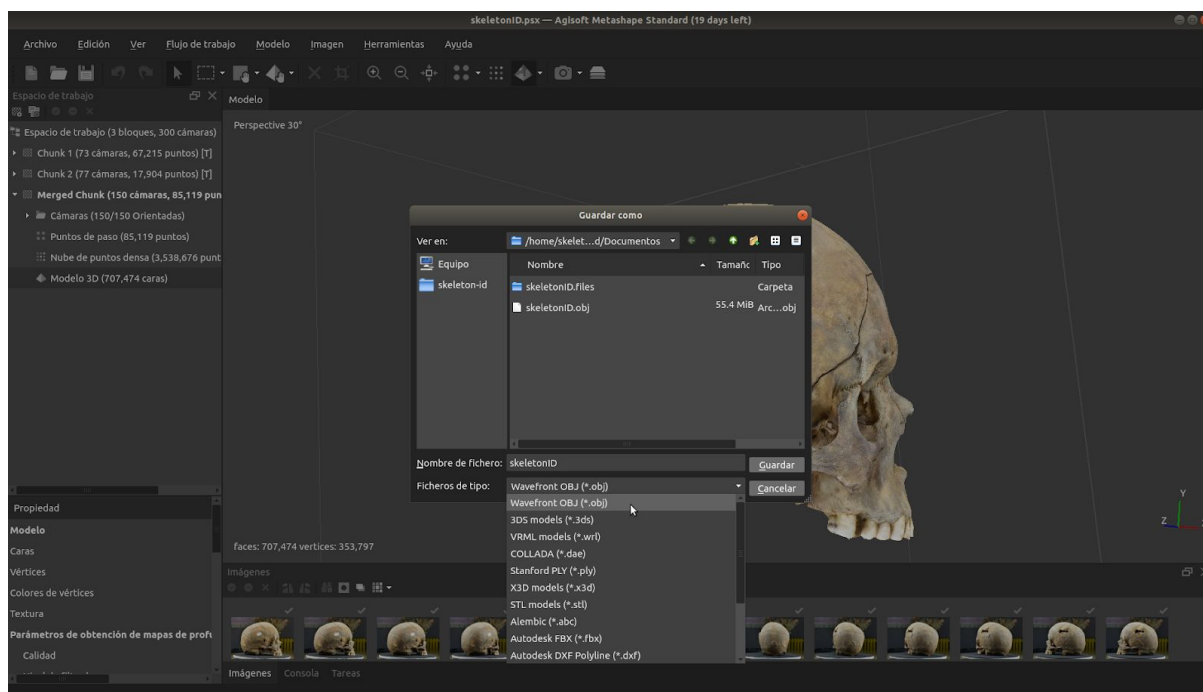 skeletonID.psx — Agisoft Metashape Standard (19 days left)
Archivo Edición Ver Flujo de trabajo Modelo Imagen Herramientas Ayuda
Espacio de trabajo
Modelo
Perspective 30°
Espacio de trabajo (3 bloques, 300 cámaras)
Chunk 1 (73 cámaras, 67,215 puntos) [T]
Chunk 2 (77 cámaras, 17,904 puntos) [T]
Merged Chunk (150 cámaras, 85,119 pun
Cámaras (150/150 Orientadas)
Puntos de paso (85,119 puntos)
Nube de puntos densa (3,538,676 punt
Modelo 3D (707,474 caras)
Guardar como
Ver en: /home/skelet...d/Documentos
Equipo
skeleton-id
Nombre Tamañc Tipo
skeletonID.files Carpeta
skeletonID.obj 55.4 MiB Arc...obj
Nombre de fichero: skeletonID Guardar
Ficheros de tipo: Wavefront OBJ (*.obj) Cancelar
Wavefront OBJ (*.obj)
3DS models (*.3ds)
VRML models (*.wrl)
COLLADA (*.dae)
Stanford PLY (*.ply)
X3D models (*.x3d)
STL models (*.stl)
Alembic (*.abc)
Autodesk FBX (*.fbx)
Autodesk DXF Polyline (*.dxf)
Y
Z
faces: 707,474 vertices: 353,797
Propiedad
Modelo
Caras
Vértices
Colores de vértices
Textura
Parámetros de obtención de mapas de profu
Calidad
Imágenes
Imágenes Consola Tareas